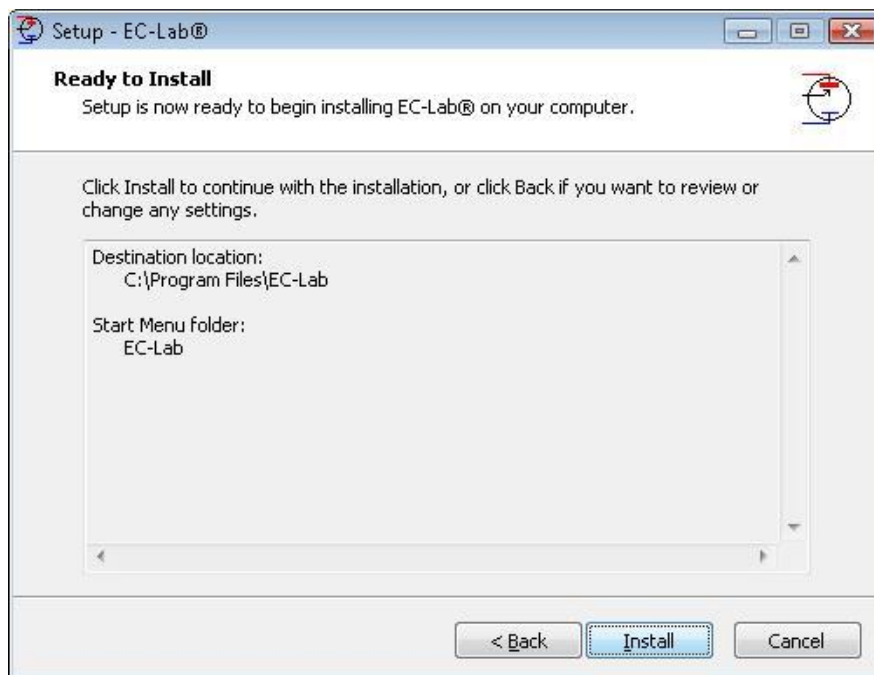 Setup - EC-Lab®
Ready to Install
Setup is now ready to begin installing EC-Lab® on your computer.
Click Install to continue with the installation, or click Back if you want to review or
change any settings.
Destination location:
C:\Program Files\EC-Lab
Start Menu folder:
EC-Lab
< Back
Install
Cancel